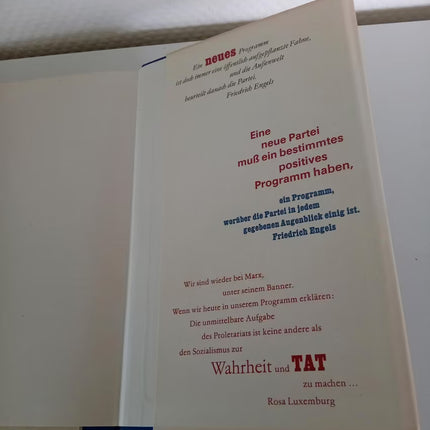 Ein neues Programm
ist doch immer eine öffentlich aufgepflanzte Fahne,
und die Außenwelt
beurteilt danach die Partei.
Friedrich Engels
Eine
neue Partei
muß ein bestimmtes
positives
Programm haben,
ein Programm,
worüber die Partei in jedem
gegebenen Augenblick einig ist.
Friedrich Engels
Wir sind wieder bei Marx,
unter seinem Banner.
Wenn wir heute in unserem Programm erklären:
Die unmittelbare Aufgabe
des Proletariats ist keine andere als
den Sozialismus zur
Wahrheit und TAT
zu machen ...
Rosa Luxemburg